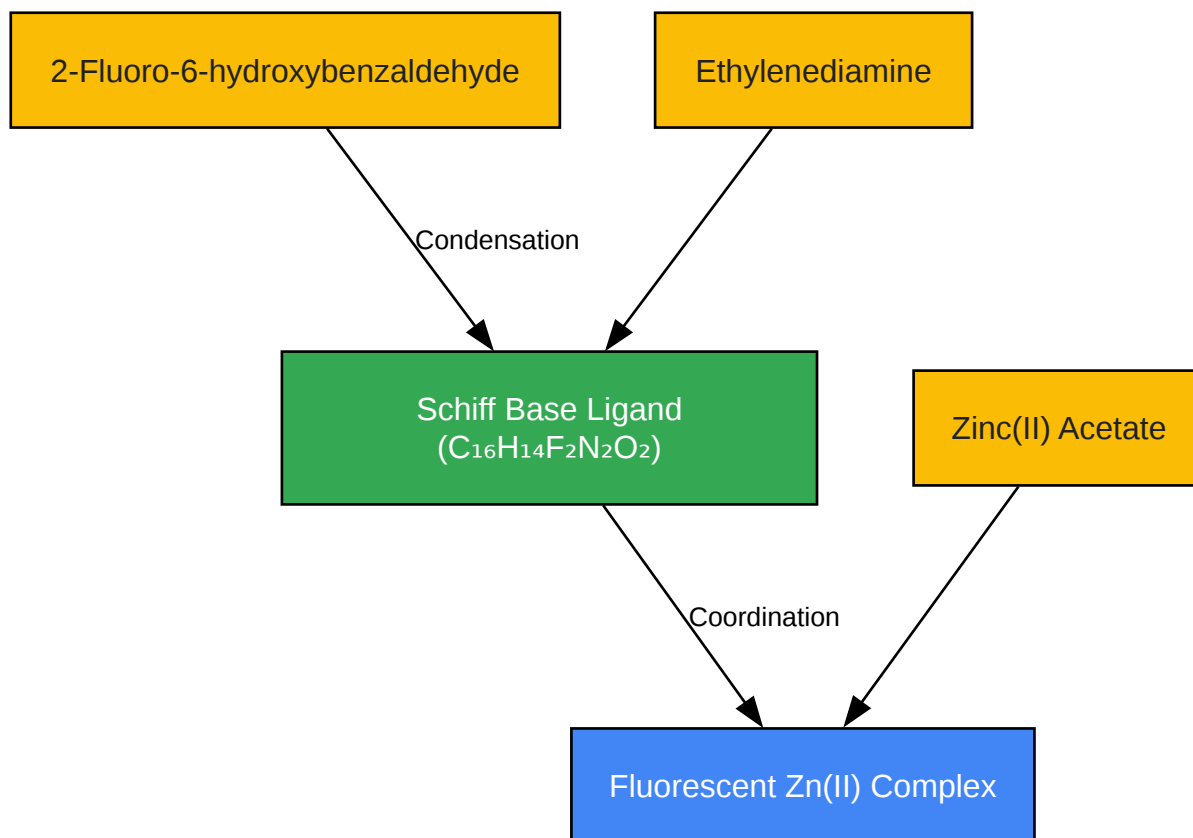 2-Fluoro-6-hydroxybenzaldehyde
Ethylenediamine
Condensation
Schiff Base Ligand
(C₁₆H₁₄F₂N₂O₂)
Zinc(II) Acetate
Coordination
Fluorescent Zn(II) Complex